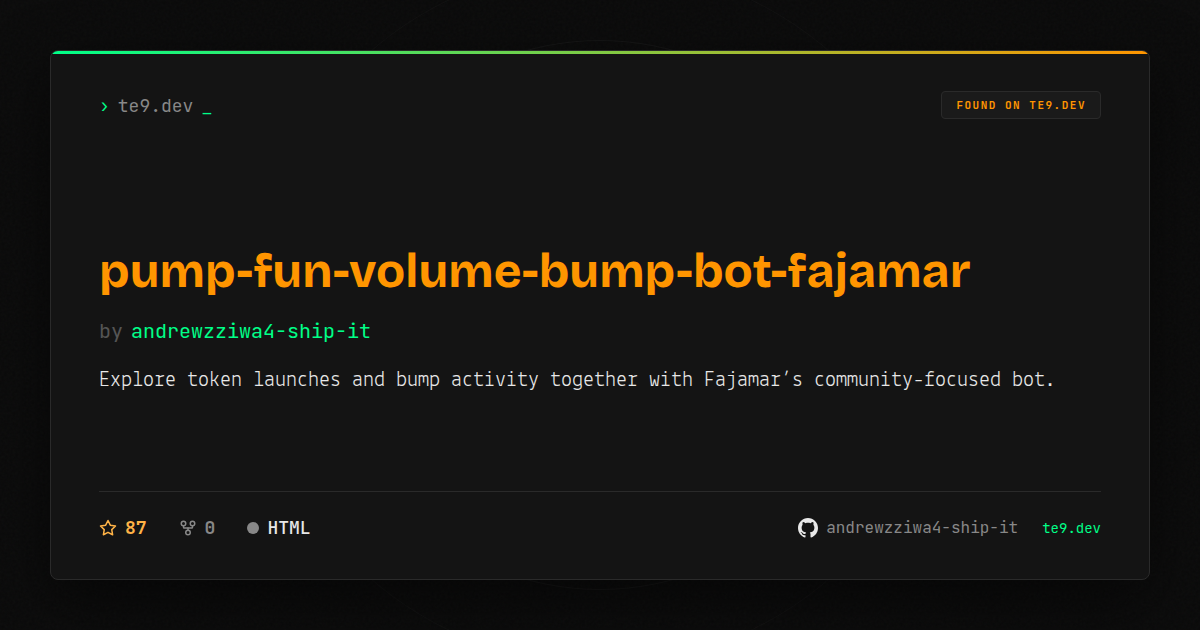 › te9.dev _
FOUND ON TE9.DEV
pump-fun-volume-bump-bot-fajamar
by andrewzziwa4-ship-it
Explore token launches and bump activity together with Fajamar’s community-focused bot.
87 0 HTML
andrewzziwa4-ship-it te9.dev